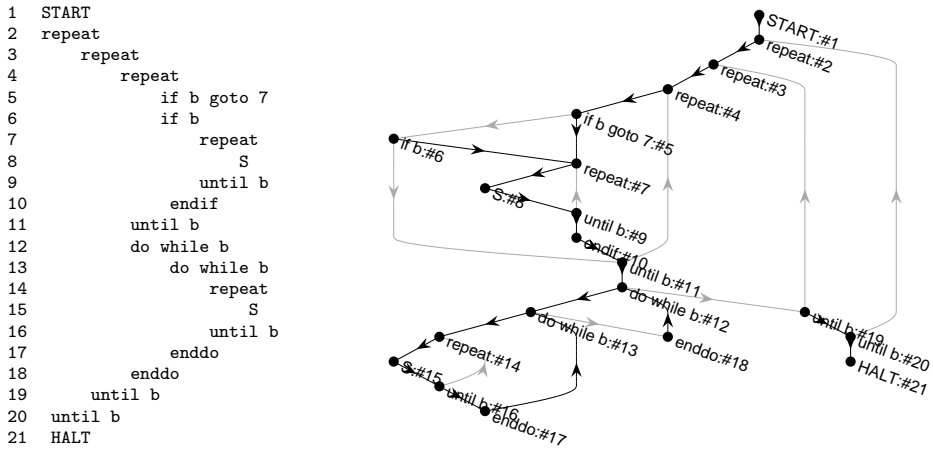 1 START
2 repeat
3 repeat
4 repeat
5 if b goto 7
6 if b
7 repeat
8 S
9 until b
10 endif
11 until b
12 do while b
13 do while b
14 repeat
15 S
16 until b
17 enddo
18 enddo
19 until b
20 until b
21 HALT
START:#1
repeat:#2
repeat:#3
repeat:#4
if b goto 7:#5
if b:#6
repeat:#7
S:#8
until b:#9
endif:#10
until b:#11
do while b:#12
do while b:#13
repeat:#14
S:#15
until b:#16
enddo:#17
enddo:#18
until b:#19
until b:#20
HALT:#21